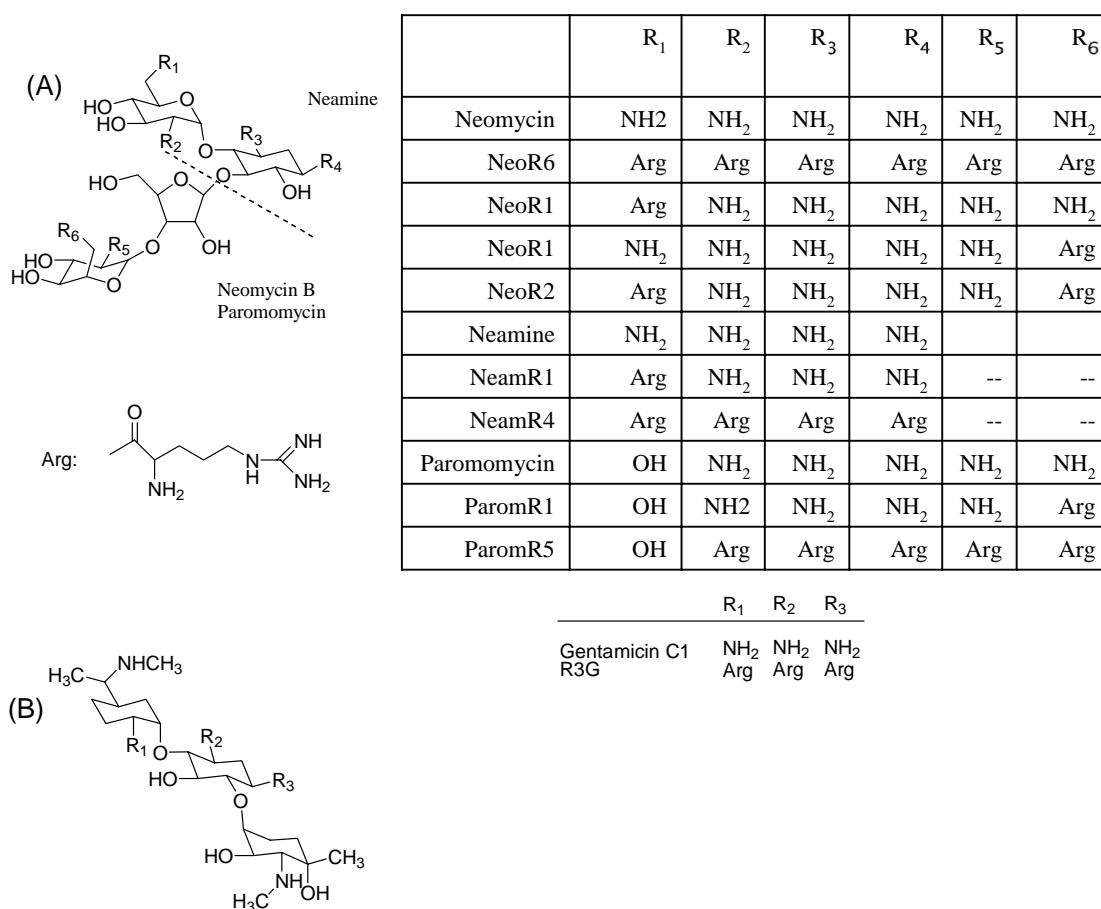 (A)
R1
HO
HO
O
R2
O
Neamine
R3
R4
HO
O
O
OH
R6
R5
O
OH
HO
HO
O
Neomycin B
Paromomycin
Arg:
O
NH2
N
H
NH
NH2
R1 R2 R3 R4 R5 R6
Neomycin NH2 NH2 NH2 NH2 NH2 NH2
NeoR6 Arg Arg Arg Arg Arg Arg
NeoR1 Arg NH2 NH2 NH2 NH2 NH2
NeoR1 NH2 NH2 NH2 NH2 NH2 Arg
NeoR2 Arg NH2 NH2 NH2 NH2 Arg
Neamine NH2 NH2 NH2 NH2
NeamR1 Arg NH2 NH2 NH2 -- --
NeamR4 Arg Arg Arg Arg -- --
Paromomycin OH NH2 NH2 NH2 NH2 NH2
ParomR1 OH NH2 NH2 NH2 NH2 Arg
ParomR5 OH Arg Arg Arg Arg Arg
R1 R2 R3
Gentamicin C1 NH2 NH2 NH2
R3G Arg Arg Arg
(B)
NHCH3
H3C
R1
O
R2
HO
R3
O
HO
CH3
NH
OH
H3C